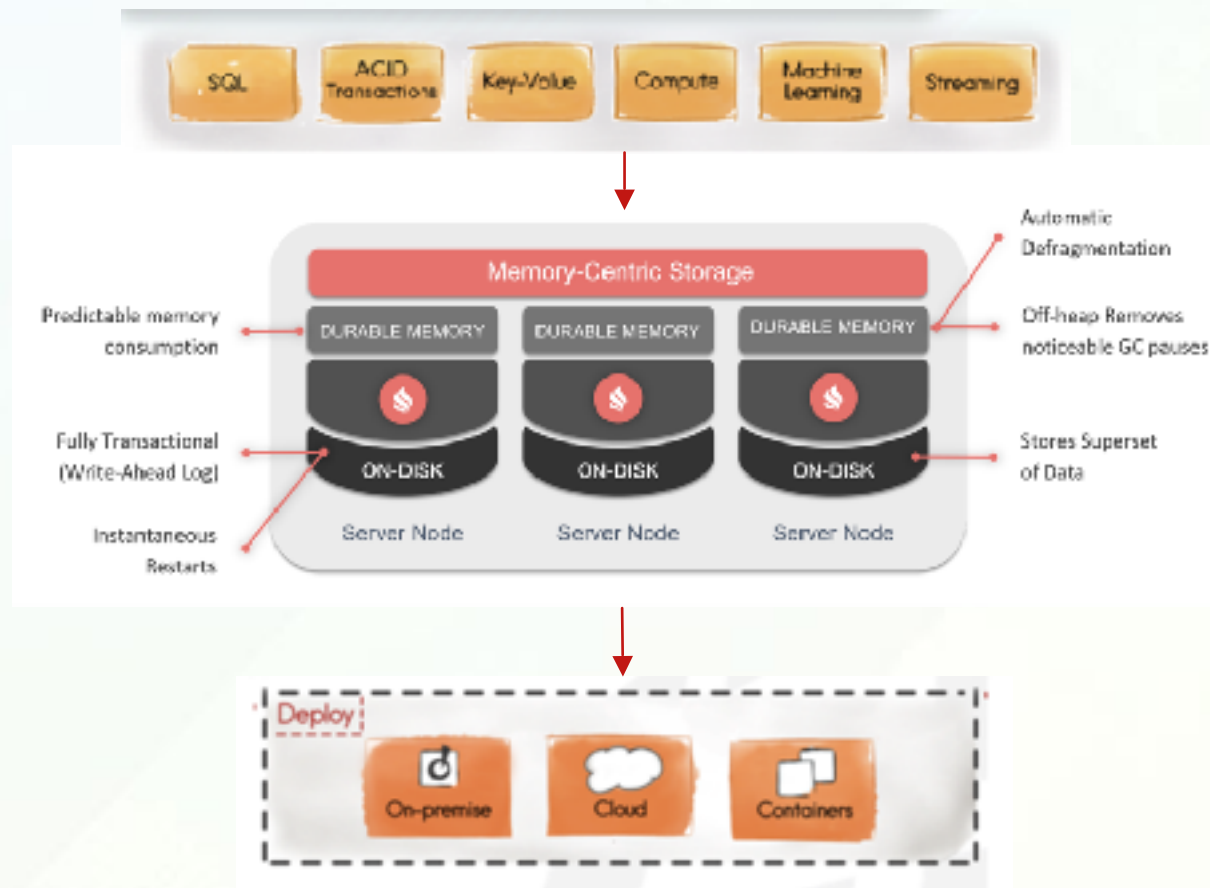 SQL
ACID
Transactions
Key-Value
Compute
Machine
Learning
Streaming
Memory-Centric Storage
DURABLE MEMORY
DURABLE MEMORY
DURABLE MEMORY
ON-DISK
ON-DISK
ON-DISK
Server Node
Server Node
Server Node
Predictable memory
consumption
Fully Transactional
(Write-Ahead Log)
Instantaneous
Restarts
Automatic
Defragmentation
Off-heap Removes
noticeable GC pauses
Stores Superset
of Data
Deploy
On-premise
Cloud
Containers